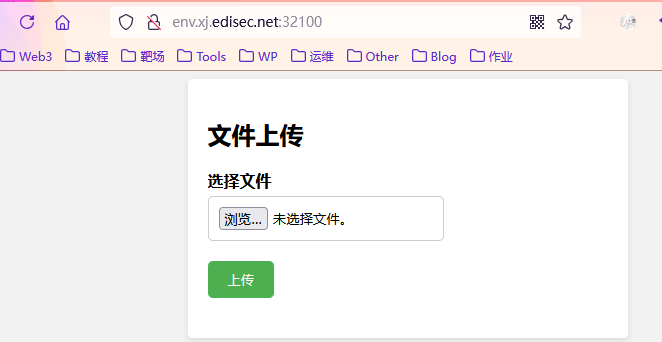 env.xj.edisec.net:32100
Web3 教程 靶场 Tools WP 运维 Other Blog 作业
文件上传
选择文件
浏览... 未选择文件。
上传